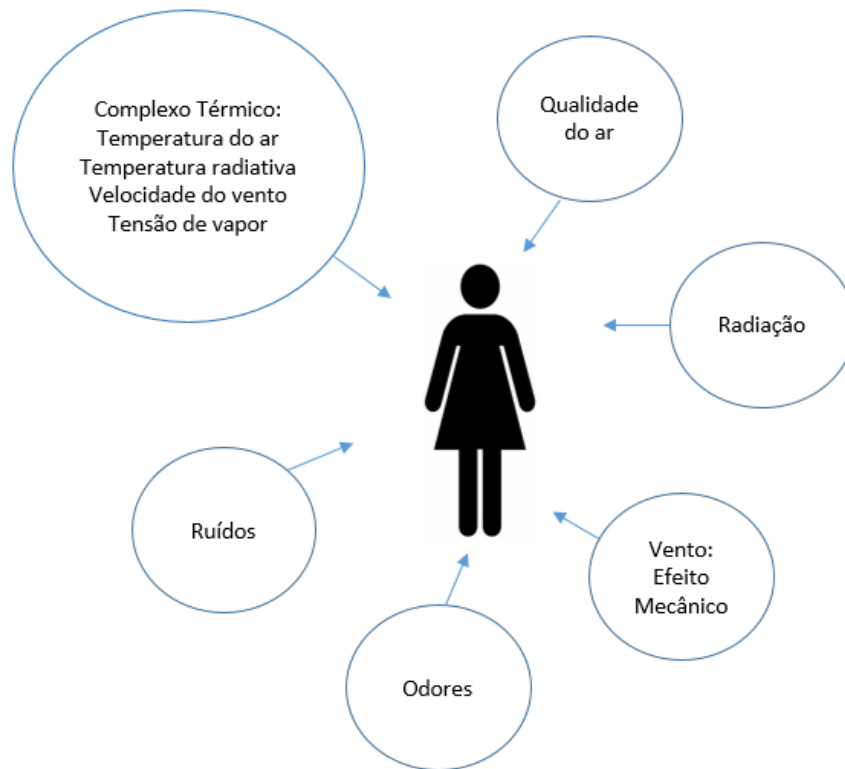 Complexo Térmico:
Temperatura do ar
Temperatura radiativa
Velocidade do vento
Tensão de vapor
Qualidade
do ar
Radiação
Ruídos
Vento:
Efeito
Mecânico
Odores